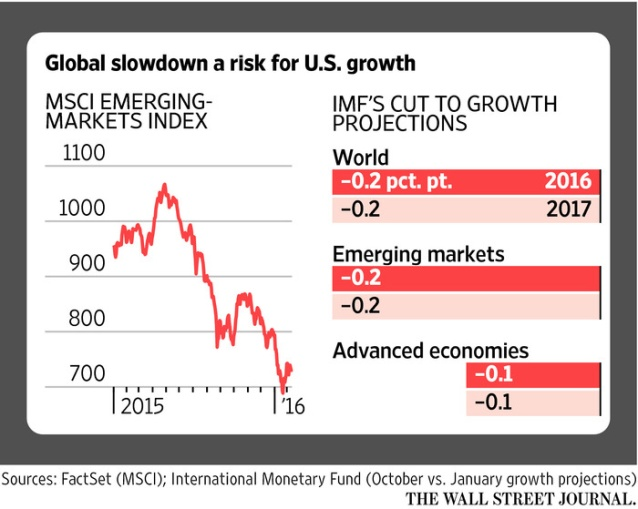 Global slowdown a risk for U.S. growth
MSCI EMERGING-
MARKETS INDEX
1100
1000
900
800
700
2015
'16
IMF'S CUT TO GROWTH
PROJECTIONS
World
–0.2 pct. pt. 2016
–0.2 2017
Emerging markets
–0.2
–0.2
Advanced economies
–0.1
–0.1
Sources: FactSet (MSCI); International Monetary Fund (October vs. January growth projections)
THE WALL STREET JOURNAL.